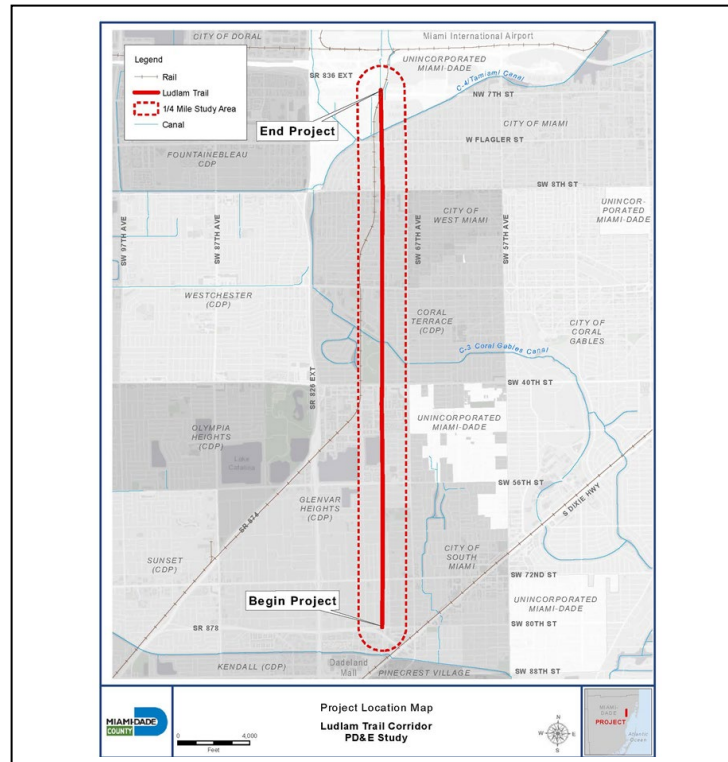 CITY OF DORAL
Miami International Airport
Legend
Rail
Ludlam Trail
1/4 Mile Study Area
Canal
SR 836 EXT
UNINCORPORATED
MIAMI-DADE
C-4/Tamiami Canal
NW 7TH ST
End Project
CITY OF MIAMI
W FLAGLER ST
FOUNTAINEBLEAU
CDP
SW 8TH ST
SW 97TH AVE
SW 87TH AVE
CITY OF
WEST MIAMI
SW 67TH AVE
SW 57TH AVE
UNINCOR-
PORATED
MIAMI-DADE
WESTCHESTER
(CDP)
CORAL
TERRACE
(CDP)
CITY OF
CORAL
GABLES
C-3 Coral Gables Canal
SR 826 EXT
SW 40TH ST
OLYMPIA
HEIGHTS
(CDP)
UNINCORPORATED
MIAMI-DADE
Lake
Catalina
SW 56TH ST
GLENVAR
HEIGHTS
(CDP)
S DIXIE HWY
SR 874
SUNSET
(CDP)
CITY OF
SOUTH
MIAMI
SW 72ND ST
UNINCORPORATED
MIAMI-DADE
Begin Project
SR 878
SW 80TH ST
KENDALL (CDP)
Dadeland
Mall
PINECREST VILLAGE
SW 88TH ST
MIAMI-DADE
COUNTY
0 4,000
Feet
Project Location Map
Ludlam Trail Corridor
PD&E Study
N
W E
S
MIAMI-
DADE
PROJECT
Atlantic
Ocean